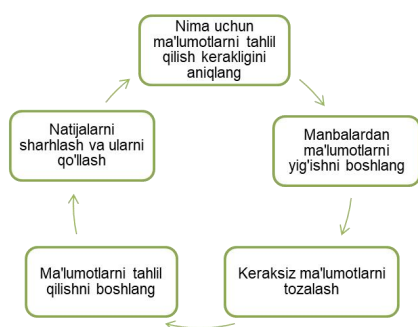 Nima uchun
ma'lumotlarni tahlil
qilish kerakligini
aniqlang
Manbalardan
ma'lumotlarni
yig'ishni boshlang
Keraksiz ma'lumotlarni
tozalash
Ma'lumotlarni tahlil
qilishni boshlang
Natijalarni
sharhlash va ularni
qo'llash